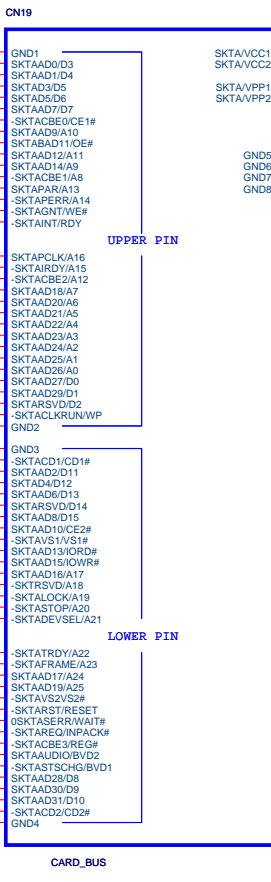 CN19
GND1
SKTAAD0/D3
SKTAAD1/D4
SKTAD3/D5
SKTAD5/D6
SKTAAD7/D7
-SKTACBE0/CE1#
SKTAAD9/A10
SKTABAD11/OE#
SKTAAD12/A11
SKTAAD14/A9
-SKTACBE1/A8
SKTAPAR/A13
-SKTAPERR/A14
-SKTAGNT/WE#
-SKTAINT/RDY
SKTA/VCC1
SKTA/VCC2
SKTA/VPP1
SKTA/VPP2
GND5
GND6
GND7
GND8
UPPER PIN
SKTAPCLK/A16
-SKTAIRDY/A15
-SKTACBE2/A12
SKTAAD18/A7
SKTAAD20/A6
SKTAAD21/A5
SKTAAD22/A4
SKTAAD23/A3
SKTAAD24/A2
SKTAAD25/A1
SKTAAD26/A0
SKTAAD27/D0
SKTAAD29/D1
SKTARSVD/D2
-SKTACLKRUN/WP
GND2
GND3
-SKTACD1/CD1#
SKTAAD2/D11
SKTAD4/D12
SKTAAD6/D13
SKTARSVD/D14
SKTAAD8/D15
SKTAAD10/CE2#
-SKTAVS1/VS1#
SKTAAD13/IORD#
SKTAAD15/IOWR#
SKTAAD16/A17
-SKTRSVD/A18
-SKTALOCK/A19
-SKTASTOP/A20
-SKTADEVSEL/A21
LOWER PIN
-SKTATRDY/A22
-SKTAFRAME/A23
SKTAAD17/A24
SKTAAD19/A25
-SKTAVS2VS2#
-SKTARST/RESET
0SKTASERR/WAIT#
-SKTAREQ/INPACK#
-SKTACBE3/REG#
SKTAAUDIO/BVD2
-SKTASTSCHG/BVD1
SKTAAD28/D8
SKTAAD30/D9
SKTAAD31/D10
-SKTACD2/CD2#
GND4
CARD_BUS